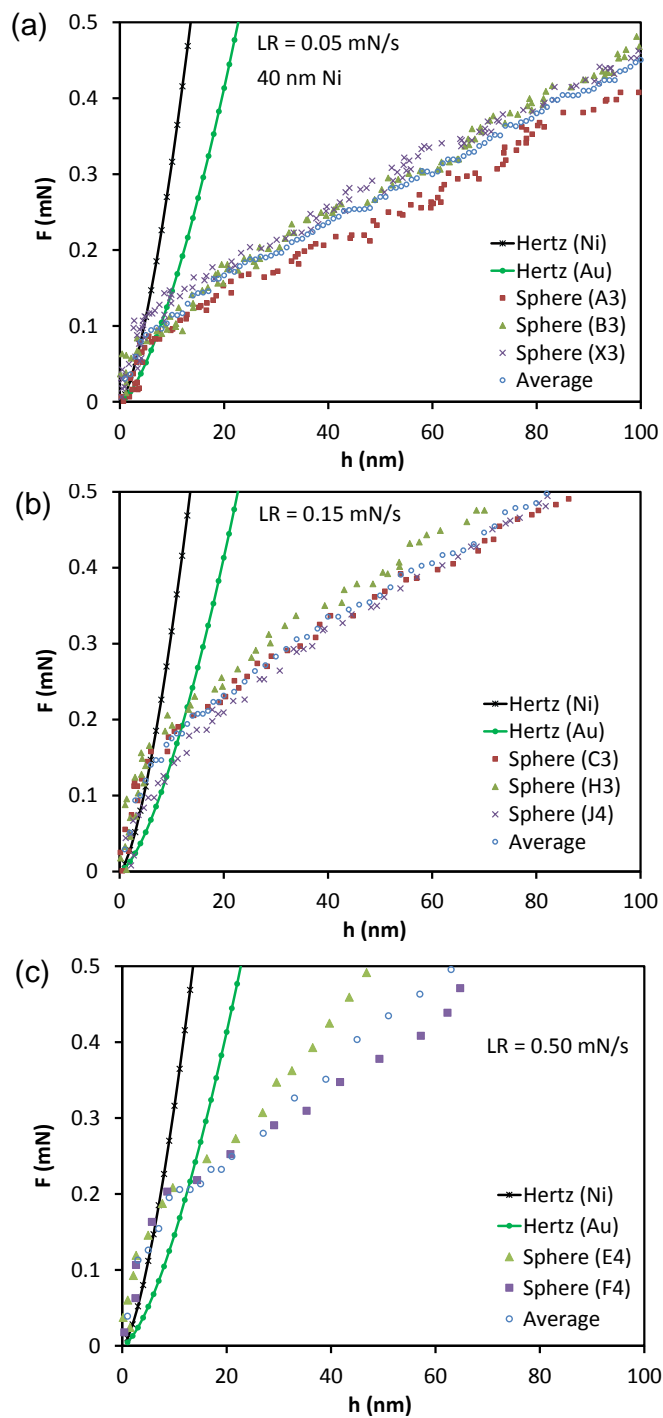 (a)
LR = 0.05 mN/s
40 nm Ni
F (mN)
0.5
0.4
0.3
0.2
0.1
0
Hertz (Ni)
Hertz (Au)
Sphere (A3)
Sphere (B3)
Sphere (X3)
Average
0 20 40 60 80 100
h (nm)
(b)
LR = 0.15 mN/s
F (mN)
0.5
0.4
0.3
0.2
0.1
0
Hertz (Ni)
Hertz (Au)
Sphere (C3)
Sphere (H3)
Sphere (J4)
Average
0 20 40 60 80 100
h (nm)
(c)
LR = 0.50 mN/s
F (mN)
0.5
0.4
0.3
0.2
0.1
0
Hertz (Ni)
Hertz (Au)
Sphere (E4)
Sphere (F4)
Average
0 20 40 60 80 100
h (nm)